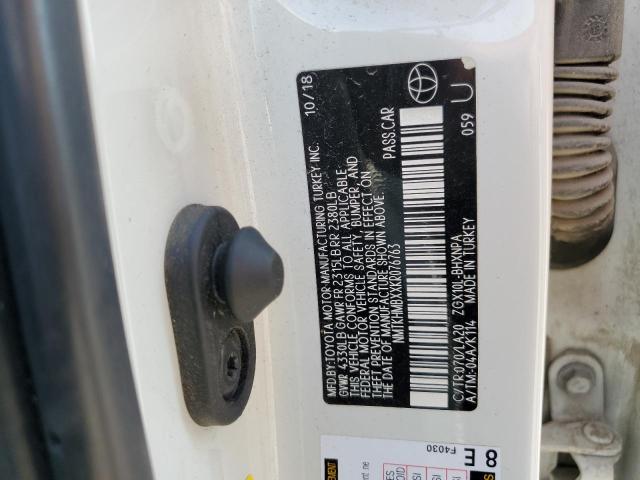 MFD.BY:TOYOTA MOTOR MANUFACTURING TURKEY INC. 10/18
GVWR 4330LB GAWR FR 2315LB RR 2380LB
THIS VEHICLE CONFORMS TO ALL APPLICABLE
FEDERAL MOTOR VEHICLE SAFETY, BUMPER, AND
THEFT PREVENTION STANDARDS IN EFFECT ON
THE DATE OF MANUFACTURE SHOWN ABOVE.
NMTKHMBXXKR076763 PASS.CAR
C/TR:070/LA20 ZGX10L-BHXNPA 059 U
A/TM:-04A/K114 MADE IN TURKEY
8
E
F4030